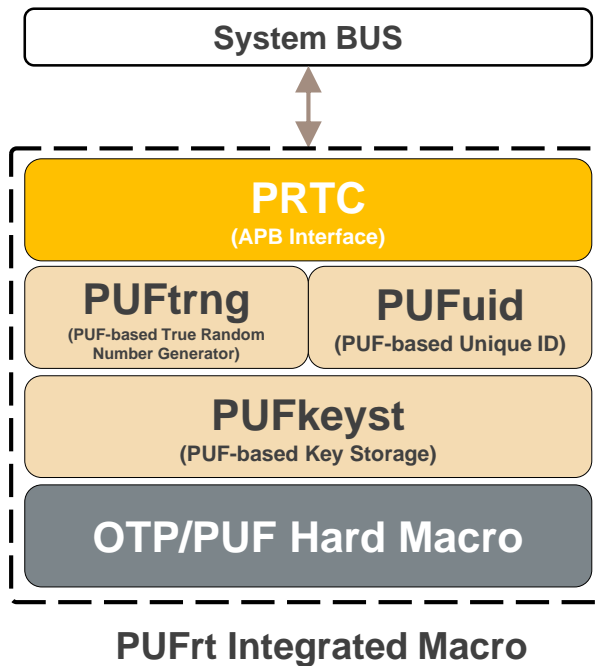 System BUS
PRTC
(APB Interface)
PUFtrng
(PUF-based True Random
Number Generator)
PUFuid
(PUF-based Unique ID)
PUFkeyst
(PUF-based Key Storage)
OTP/PUF Hard Macro
PUFrt Integrated Macro